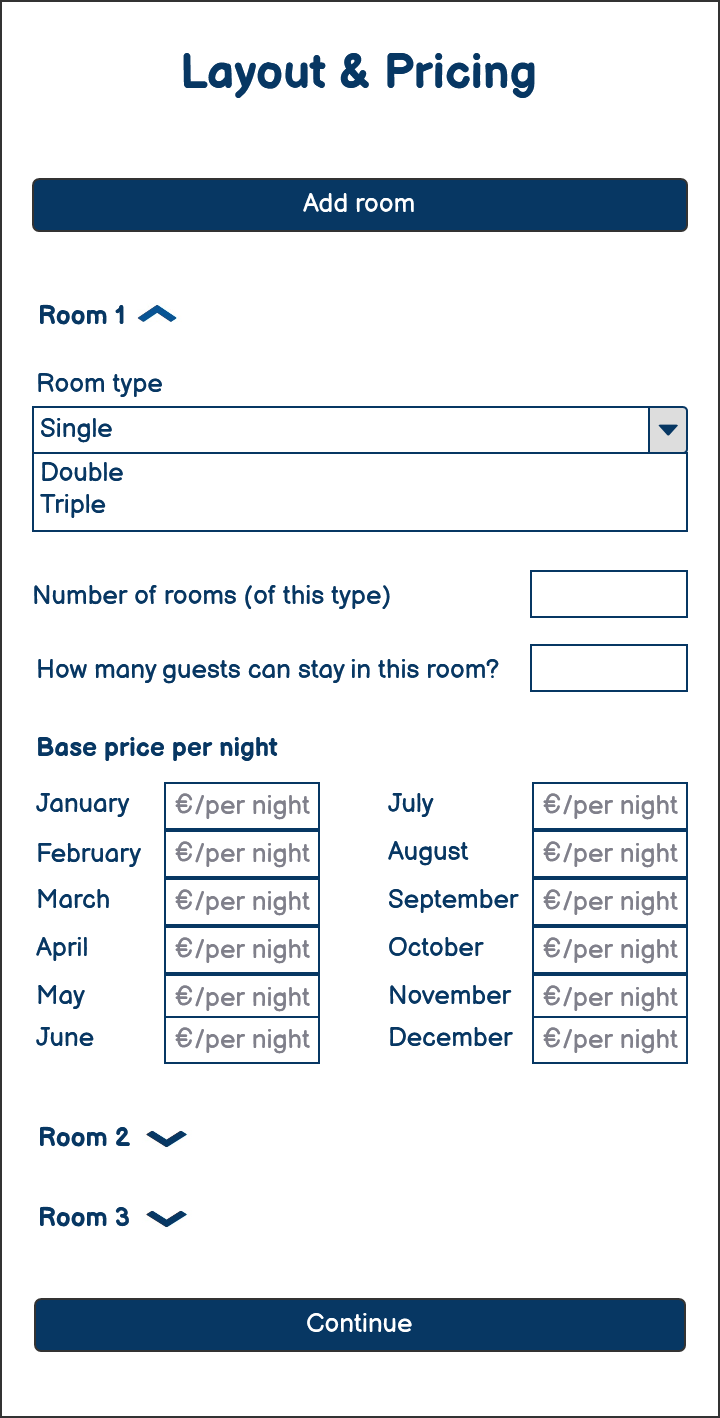 Layout & Pricing
Add room
Room 1
Room type
Single
Double
Triple
Number of rooms (of this type)
How many guests can stay in this room?
Base price per night
January €/per night July €/per night
February €/per night August €/per night
March €/per night September €/per night
April €/per night October €/per night
May €/per night November €/per night
June €/per night December €/per night
Room 2
Room 3
Continue